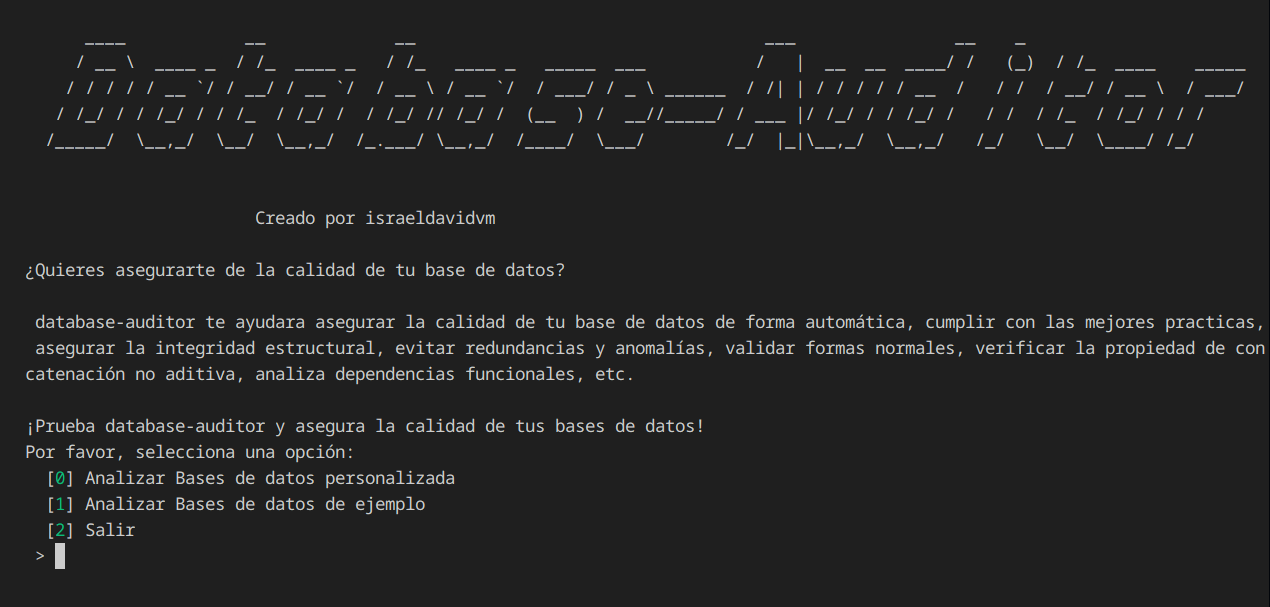 Database-Auditor
Creado por israeldavidvm
¿Quieres asegurarte de la calidad de tu base de datos?
database-auditor te ayudara asegurar la calidad de tu base de datos de forma automática, cumplir con las mejores practicas,
asegurar la integridad estructural, evitar redundancias y anomalías, validar formas normales, verificar la propiedad de con
catenación no aditiva, analiza dependencias funcionales, etc.
¡Prueba database-auditor y asegura la calidad de tus bases de datos!
Por favor, selecciona una opción:
[0] Analizar Bases de datos personalizada
[1] Analizar Bases de datos de ejemplo
[2] Salir
>